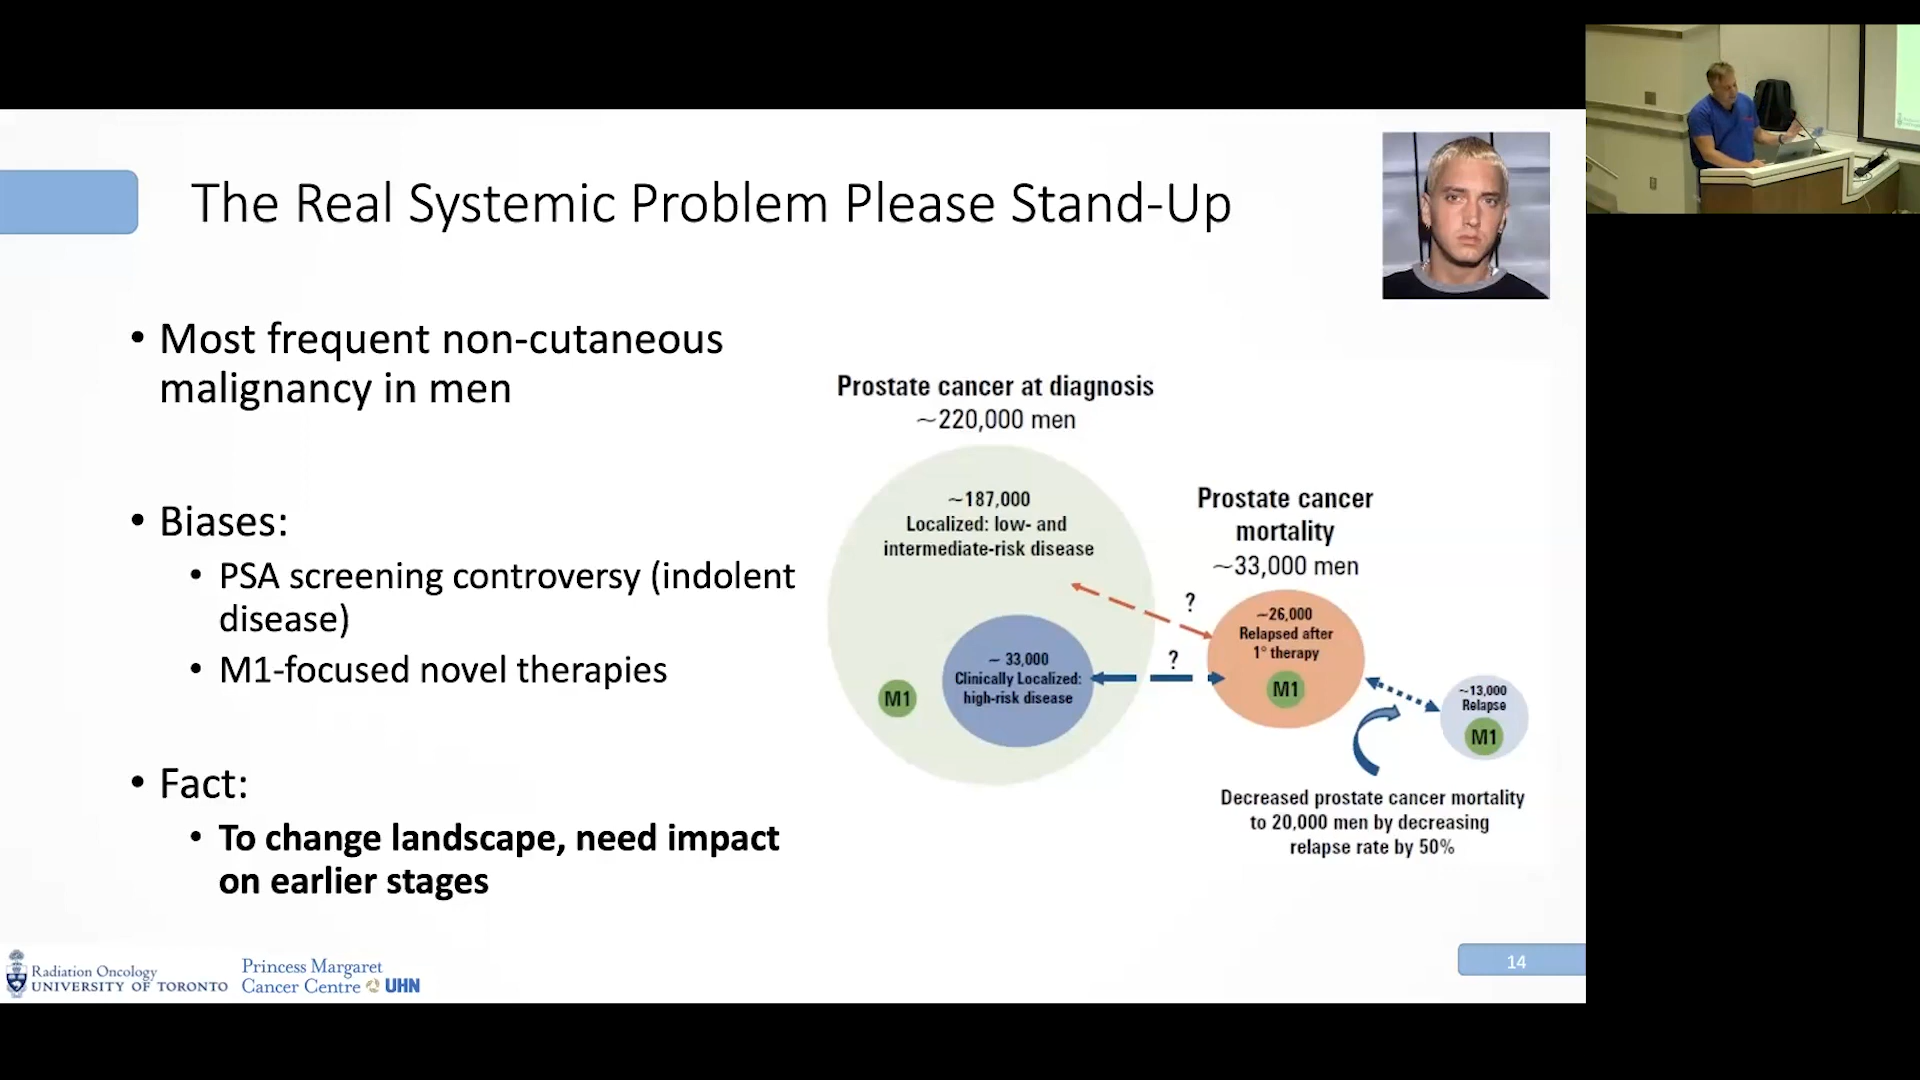 The Real Systemic Problem Please Stand-Up
• Most frequent non-cutaneous
malignancy in men
• Biases:
• PSA screening controversy (indolent
disease)
• M1-focused novel therapies
• Fact:
• To change landscape, need impact
on earlier stages
Prostate cancer at diagnosis
~220,000 men
~187,000
Localized: low- and
intermediate-risk disease
M1
~ 33,000
Clinically Localized:
high-risk disease
?
?
Prostate cancer
mortality
~33,000 men
~26,000
Relapsed after
1° therapy
M1
~13,000
Relapse
M1
Decreased prostate cancer mortality
to 20,000 men by decreasing
relapse rate by 50%
Radiation Oncology
UNIVERSITY OF TORONTO
Princess Margaret
Cancer Centre UHN
14